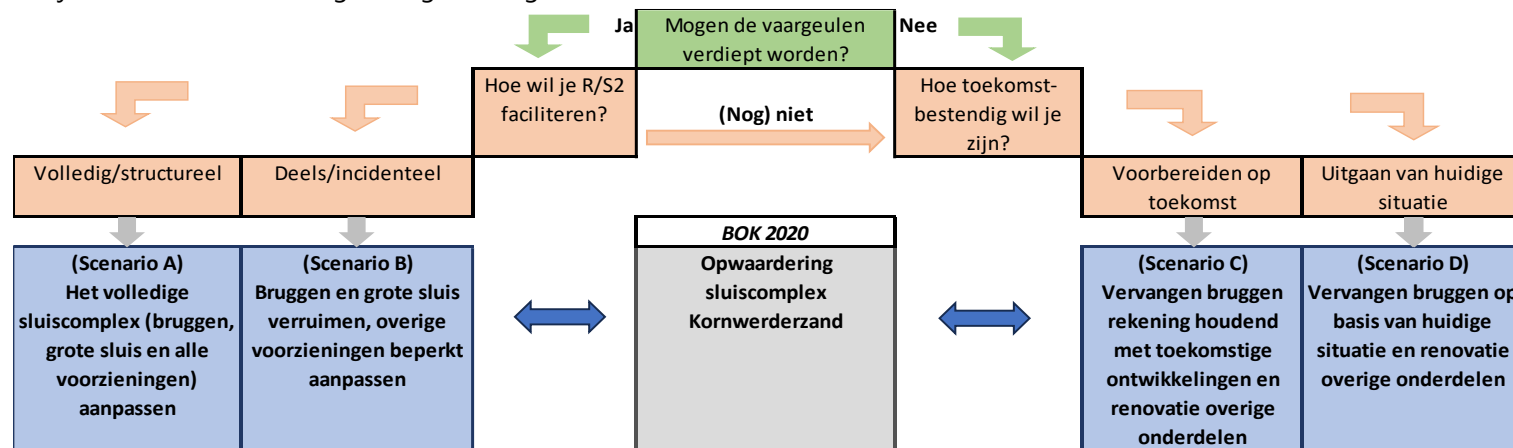 Ja
Mogen de vaargeulen
verdiept worden?
Nee
Hoe wil je R/S2
faciliteren?
(Nog) niet
Hoe toekomst-
bestendig wil je
zijn?
Volledig/structureel
Deels/incidenteel
Voorbereiden op
toekomst
Uitgaan van huidige
situatie
(Scenario A)
Het volledige
sluiscomplex (bruggen,
grote sluis en alle
voorzieningen)
aanpassen
(Scenario B)
Bruggen en grote sluis
verruimen, overige
voorzieningen beperkt
aanpassen
BOK 2020
Opwaardering
sluiscomplex
Kornwerderzand
(Scenario C)
Vervangen bruggen
rekening houdend
met toekomstige
ontwikkelingen en
renovatie overige
onderdelen
(Scenario D)
Vervangen bruggen op
basis van huidige
situatie en renovatie
overige onderdelen